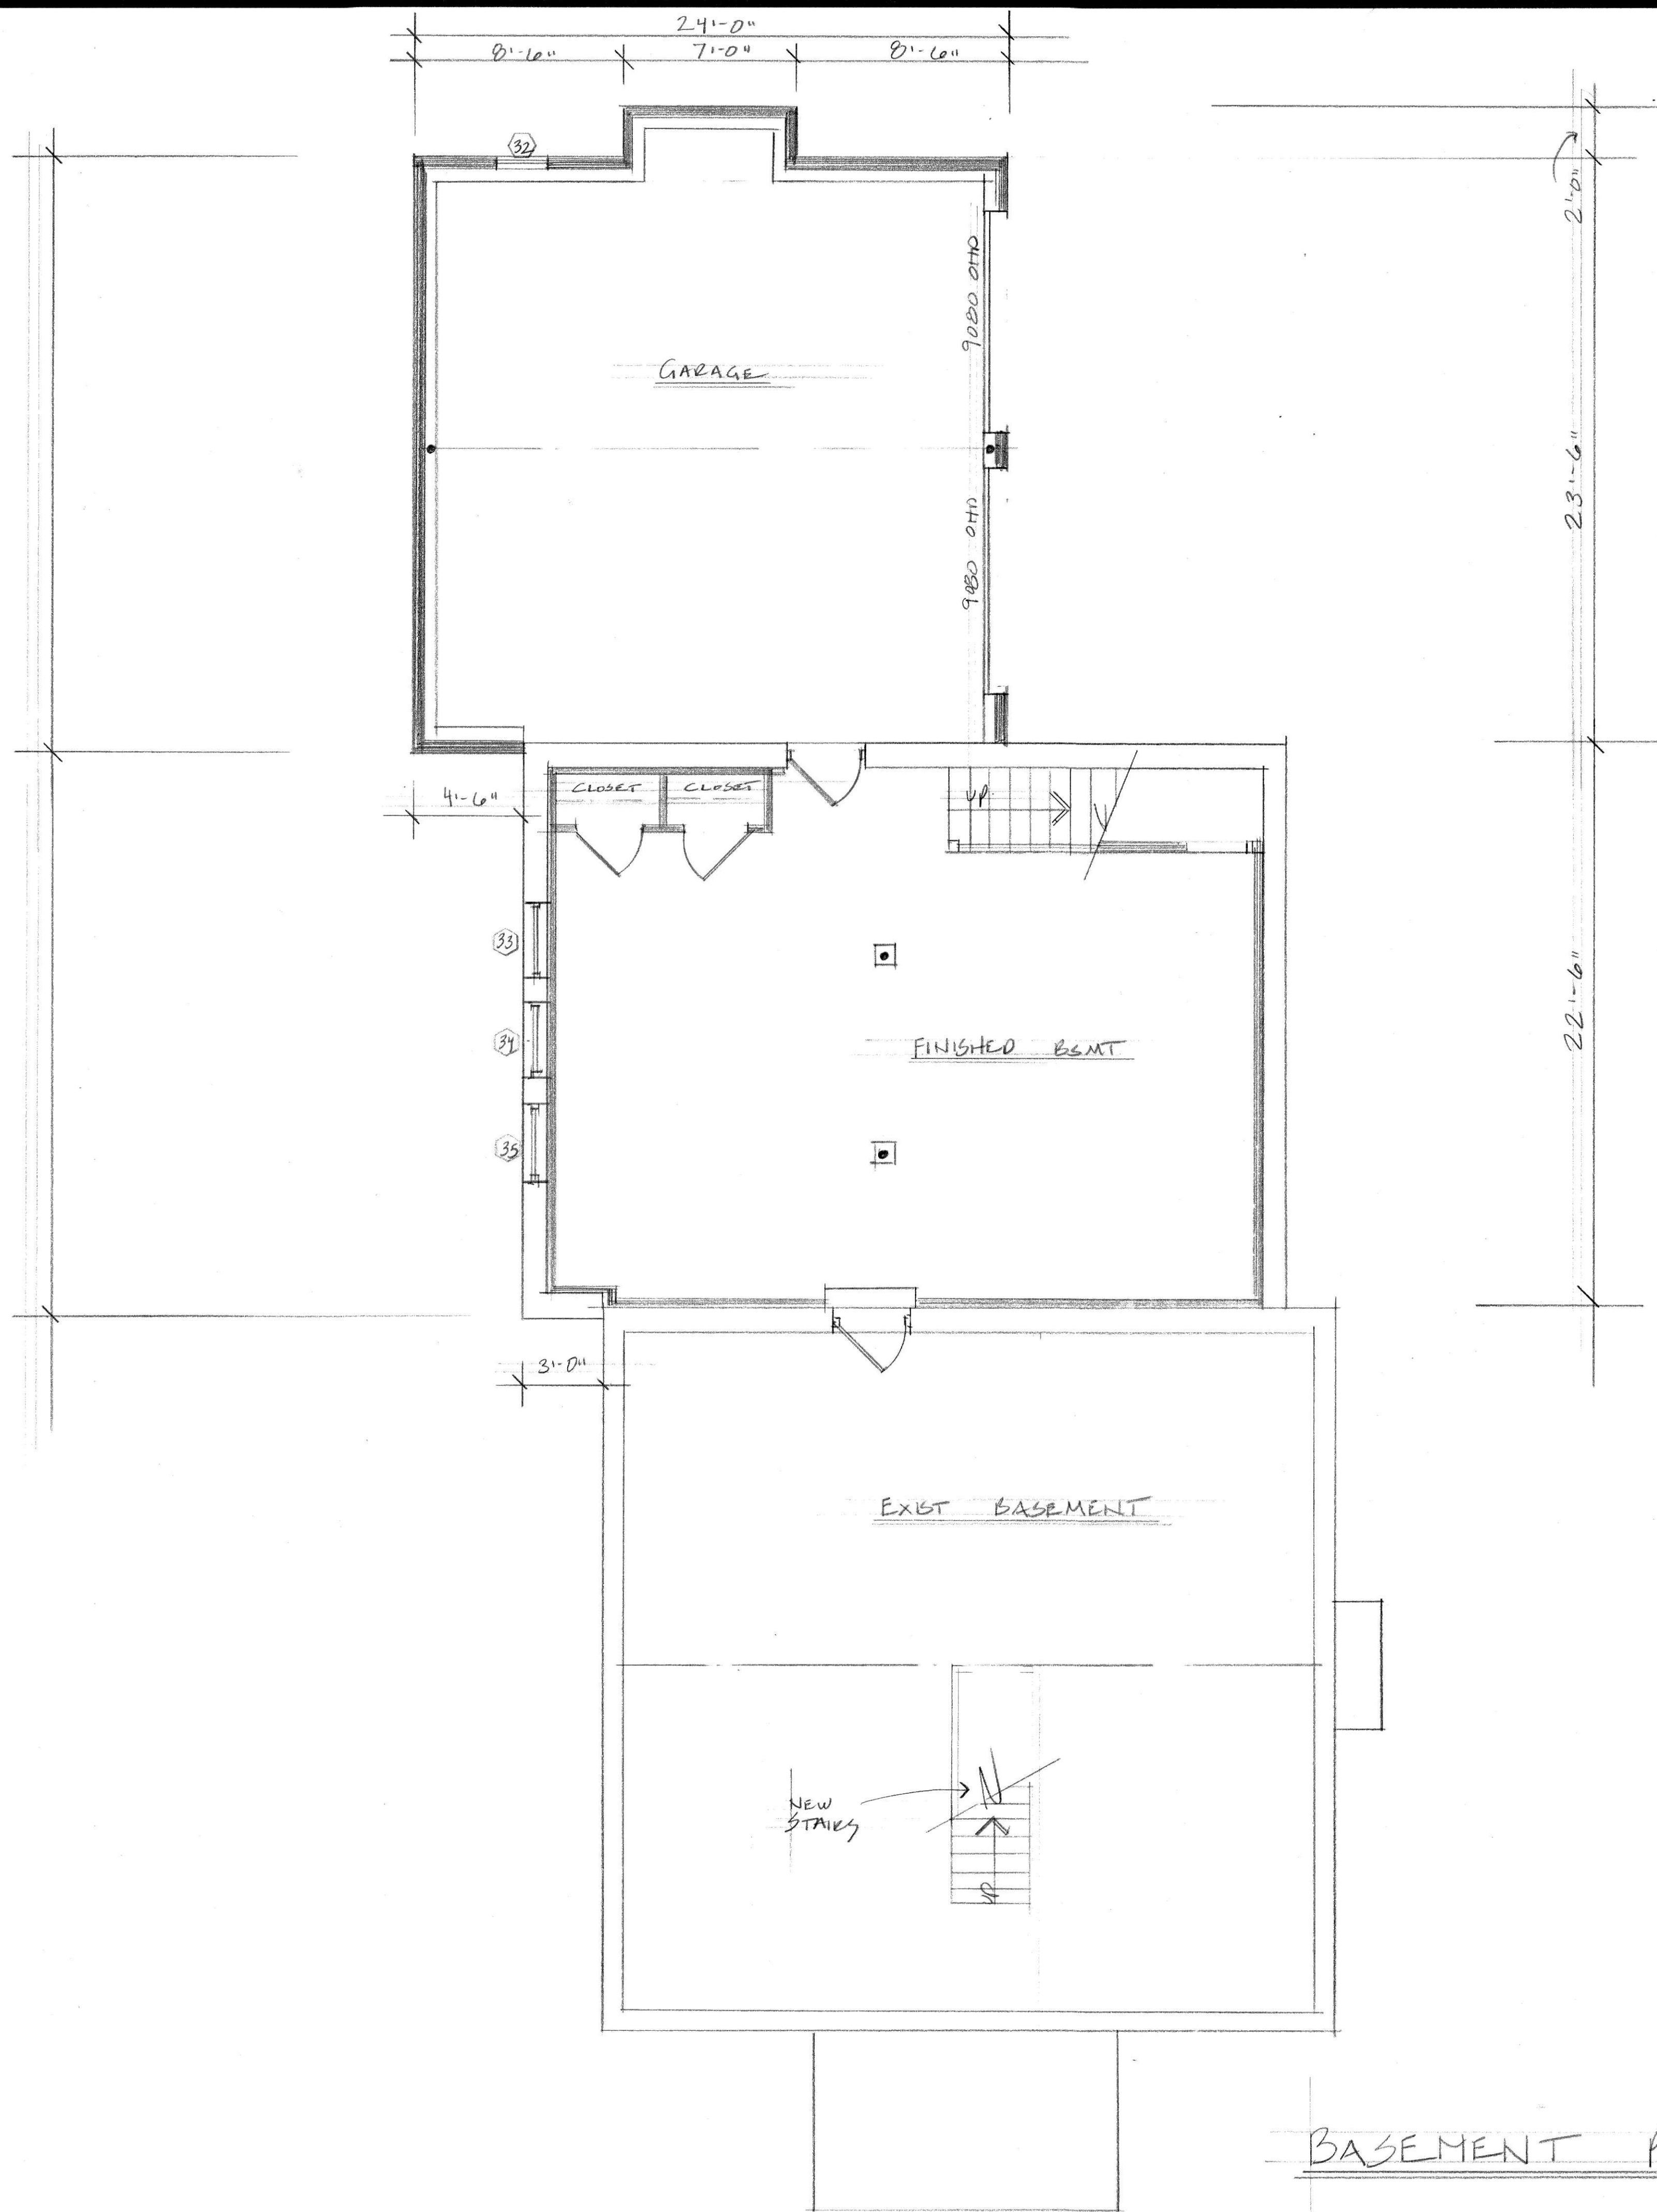 24'-0"
8'-6" 7'-0" 8'-6"
32
2'-0"
9080 OHD
GARAGE
23'-6"
9080 OHD
CLOSET CLOSET
UP
4'-6"
33
34
FINISHED BSMT
22'-6"
35
3'-0"
EXIST BASEMENT
NEW
STAIRS
UP
BASEMENT